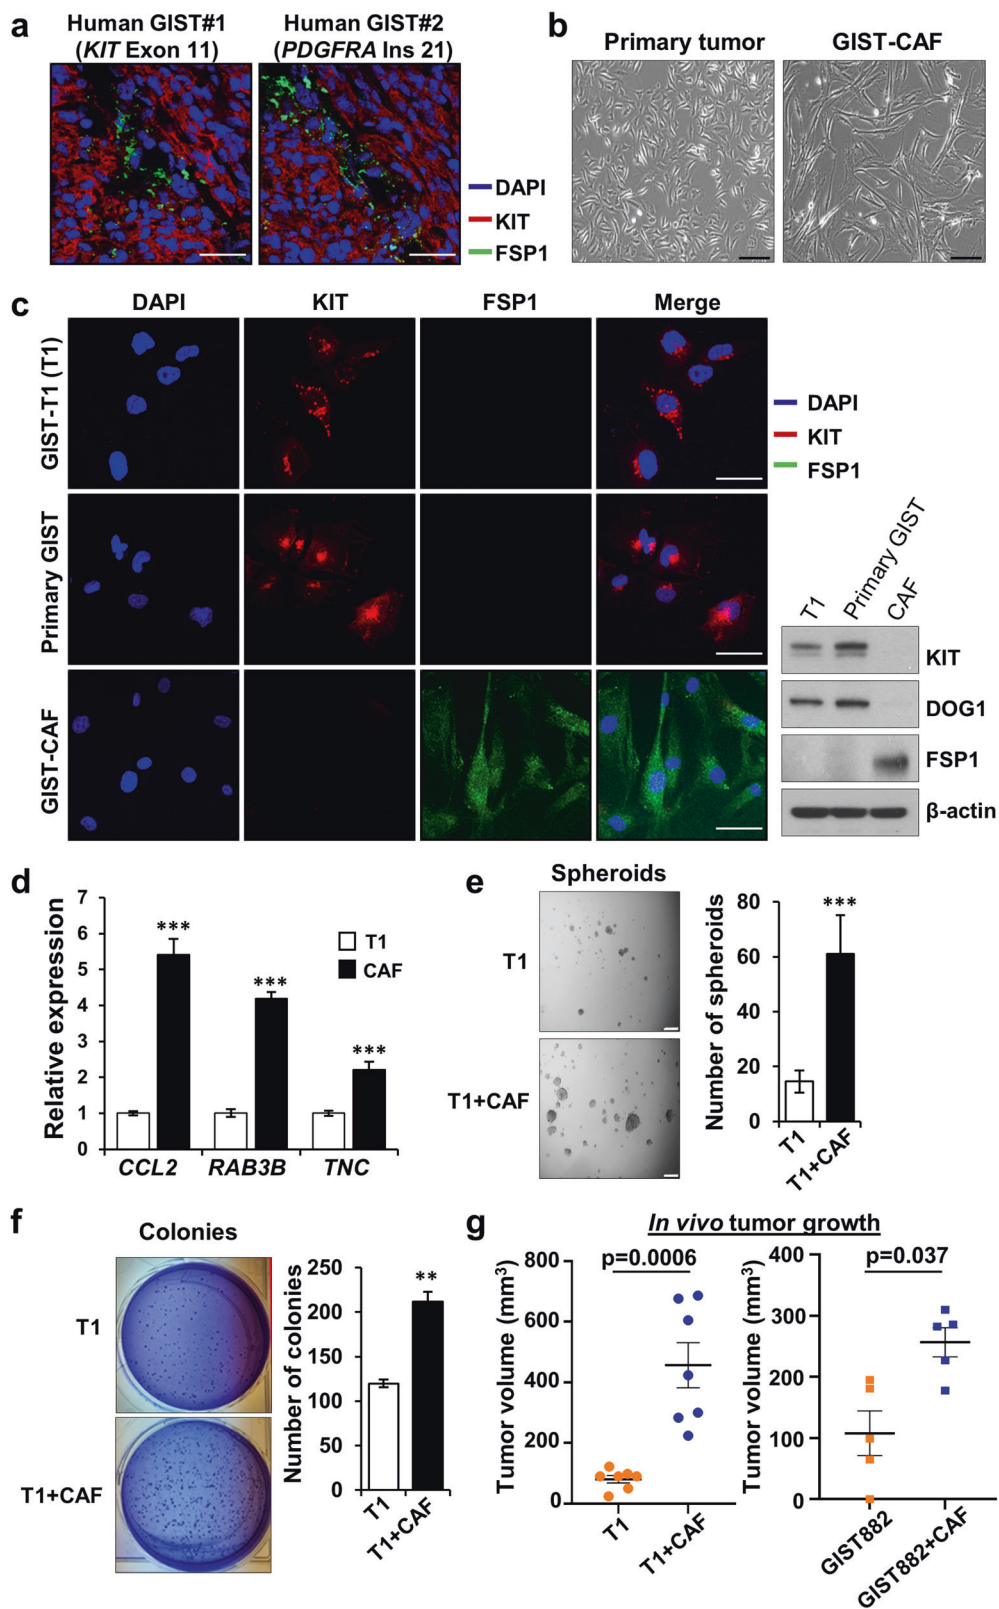 a
Human GIST#1
(KIT Exon 11)
Human GIST#2
(PDGFRA Ins 21)
DAPI
KIT
FSP1
b
Primary tumor
GIST-CAF
c
DAPI
KIT
FSP1
Merge
GIST-T1 (T1)
Primary GIST
GIST-CAF
DAPI
KIT
FSP1
T1
Primary GIST
CAF
KIT
DOG1
FSP1
β-actin
d
Relative expression
7
6
5
4
3
2
1
0
***
***
***
T1
CAF
CCL2
RAB3B
TNC
e
Spheroids
T1
T1+CAF
Number of spheroids
80
60
40
20
0
***
T1
T1+CAF
f
Colonies
T1
T1+CAF
Number of colonies
250
200
150
100
50
0
**
T1
T1+CAF
g
In vivo tumor growth
Tumor volume (mm³)
800
600
400
200
0
p=0.0006
T1
T1+CAF
Tumor volume (mm³)
400
300
200
100
0
p=0.037
GIST882
GIST882+CAF